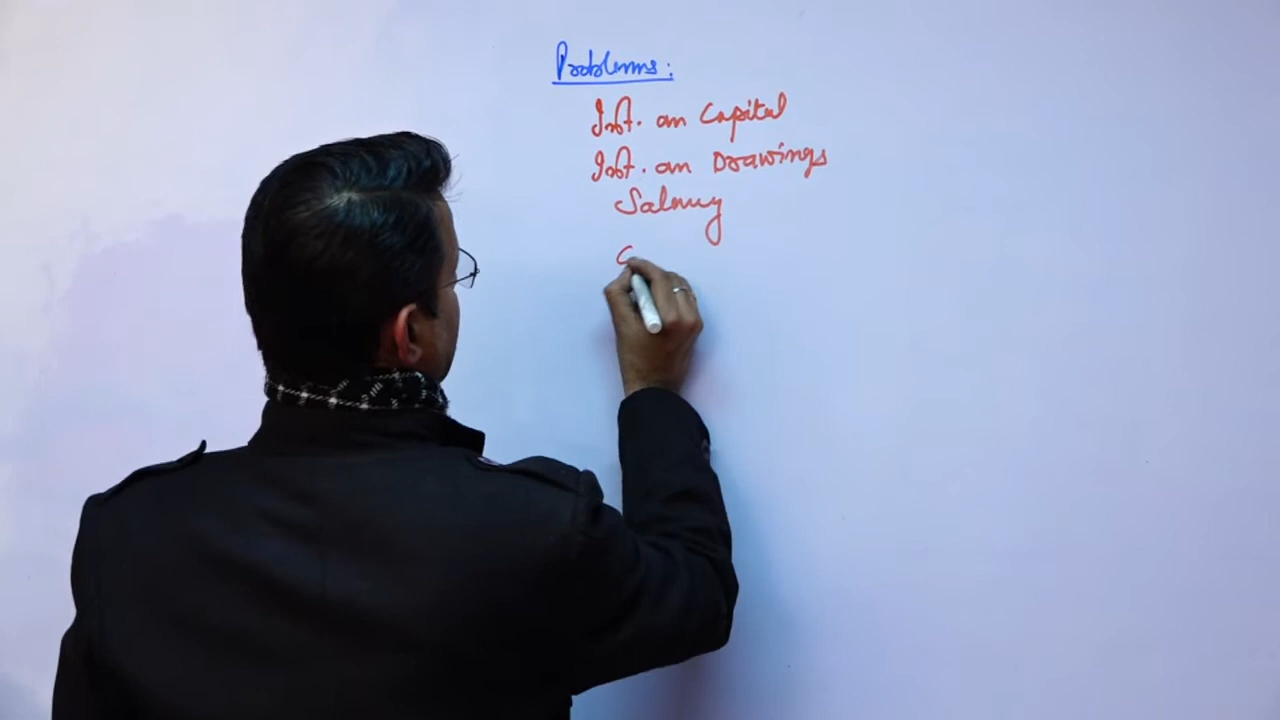 Problems:
Int. on Capital
Int. on Drawings
Salary
C